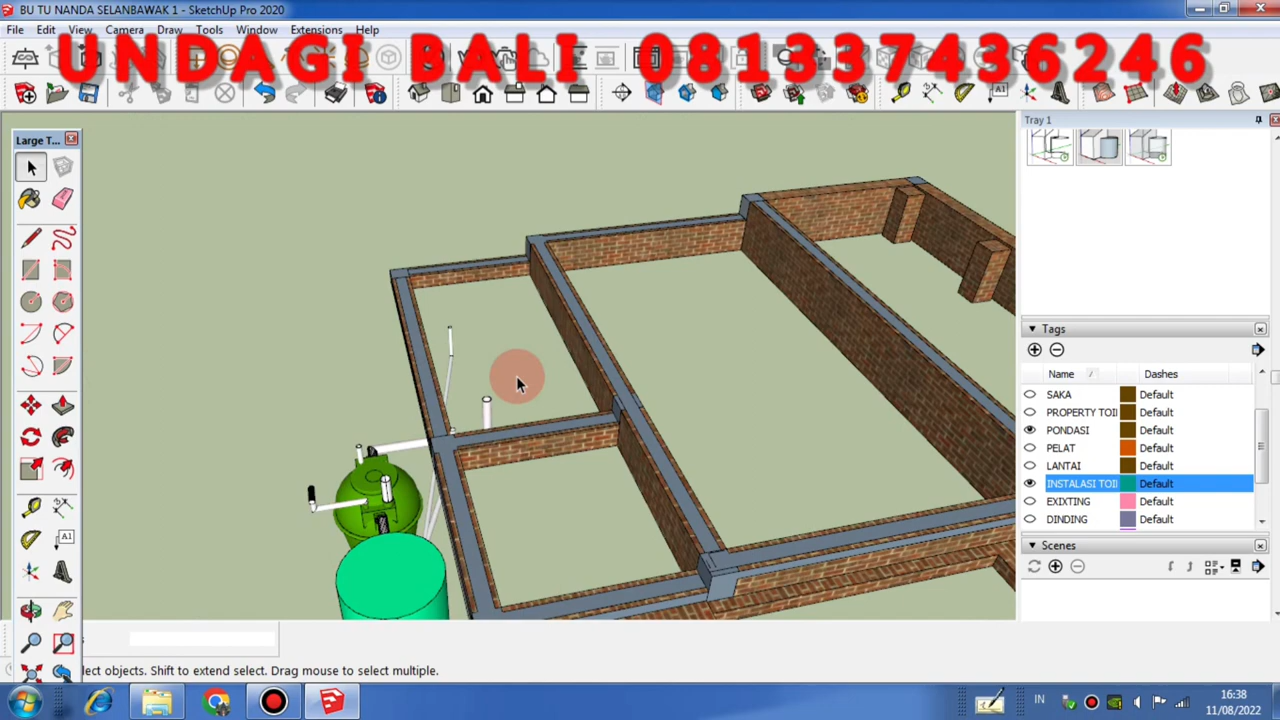 BU TU NANDA SELANBAWAK 1 - SketchUp Pro 2020
File Edit View Camera Draw Tools Window Extensions Help
UNDAGI BALI 081337436246
Large T...
Tray 1
Tags
Name Dashes
SAKA Default
PROPERTY TOI Default
PONDASI Default
PELAT Default
LANTAI Default
INSTALASI TOI Default
EXIXTING Default
DINDING Default
Scenes
A1
A1
lect objects. Shift to extend select. Drag mouse to select multiple.
IN
16:38
11/08/2022